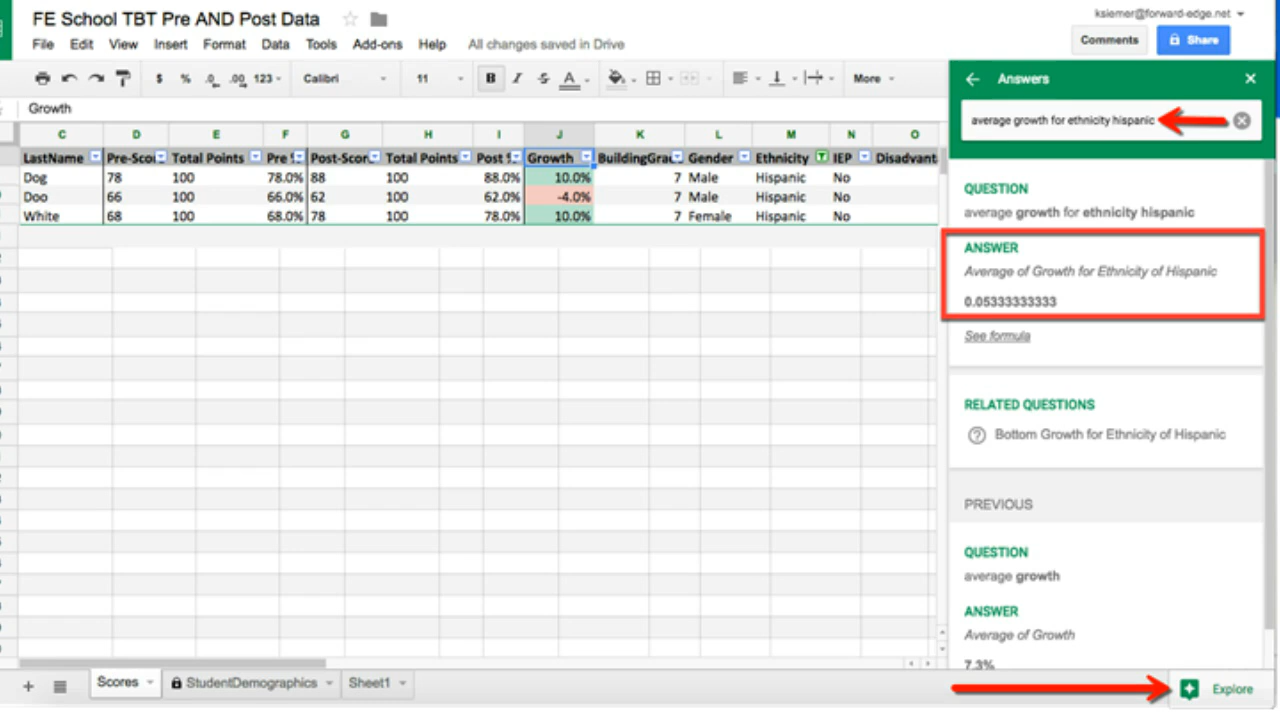 FE School TBT Pre AND Post Data
ksiemer@forward-edge.net
File Edit View Insert Format Data Tools Add-ons Help All changes saved in Drive
Comments Share
$ % .0 .00 123 Calibri 11 B I S A More
Answers
Growth
average growth for ethnicity hispanic
C D E F G H I J K L M N O
LastName Pre-Scor Total Points Pre Post-Scor Total Points Post Growth BuildingGrad Gender Ethnicity IEP Disadvant
Dog 78 100 78.0% 88 100 88.0% 10.0% 7 Male Hispanic No
Doo 66 100 66.0% 62 100 62.0% -4.0% 7 Male Hispanic No
White 68 100 68.0% 78 100 78.0% 10.0% 7 Female Hispanic No
QUESTION
average growth for ethnicity hispanic
ANSWER
Average of Growth for Ethnicity of Hispanic
0.05333333333
See formula
RELATED QUESTIONS
Bottom Growth for Ethnicity of Hispanic
PREVIOUS
QUESTION
average growth
ANSWER
Average of Growth
7.3%
Scores StudentDemographics Sheet1
Explore